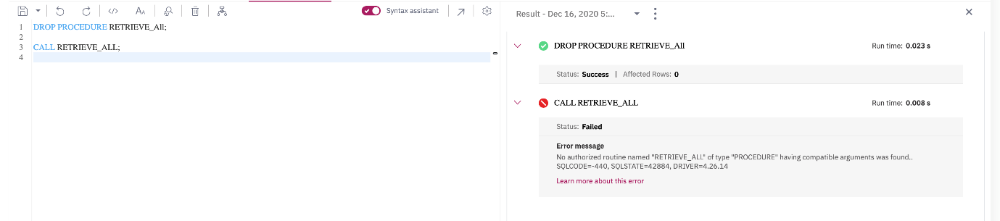 </> AA Syntax assistant
1 DROP PROCEDURE RETRIEVE_All;
2
3 CALL RETRIEVE_ALL;
4
Result - Dec 16, 2020 5:...
DROP PROCEDURE RETRIEVE_All Run time: 0.023 s
Status: Success | Affected Rows: 0
CALL RETRIEVE_ALL Run time: 0.008 s
Status: Failed
Error message
No authorized routine named "RETRIEVE_ALL" of type "PROCEDURE" having compatible arguments was found..
SQLCODE=-440, SQLSTATE=42884, DRIVER=4.26.14
Learn more about this error